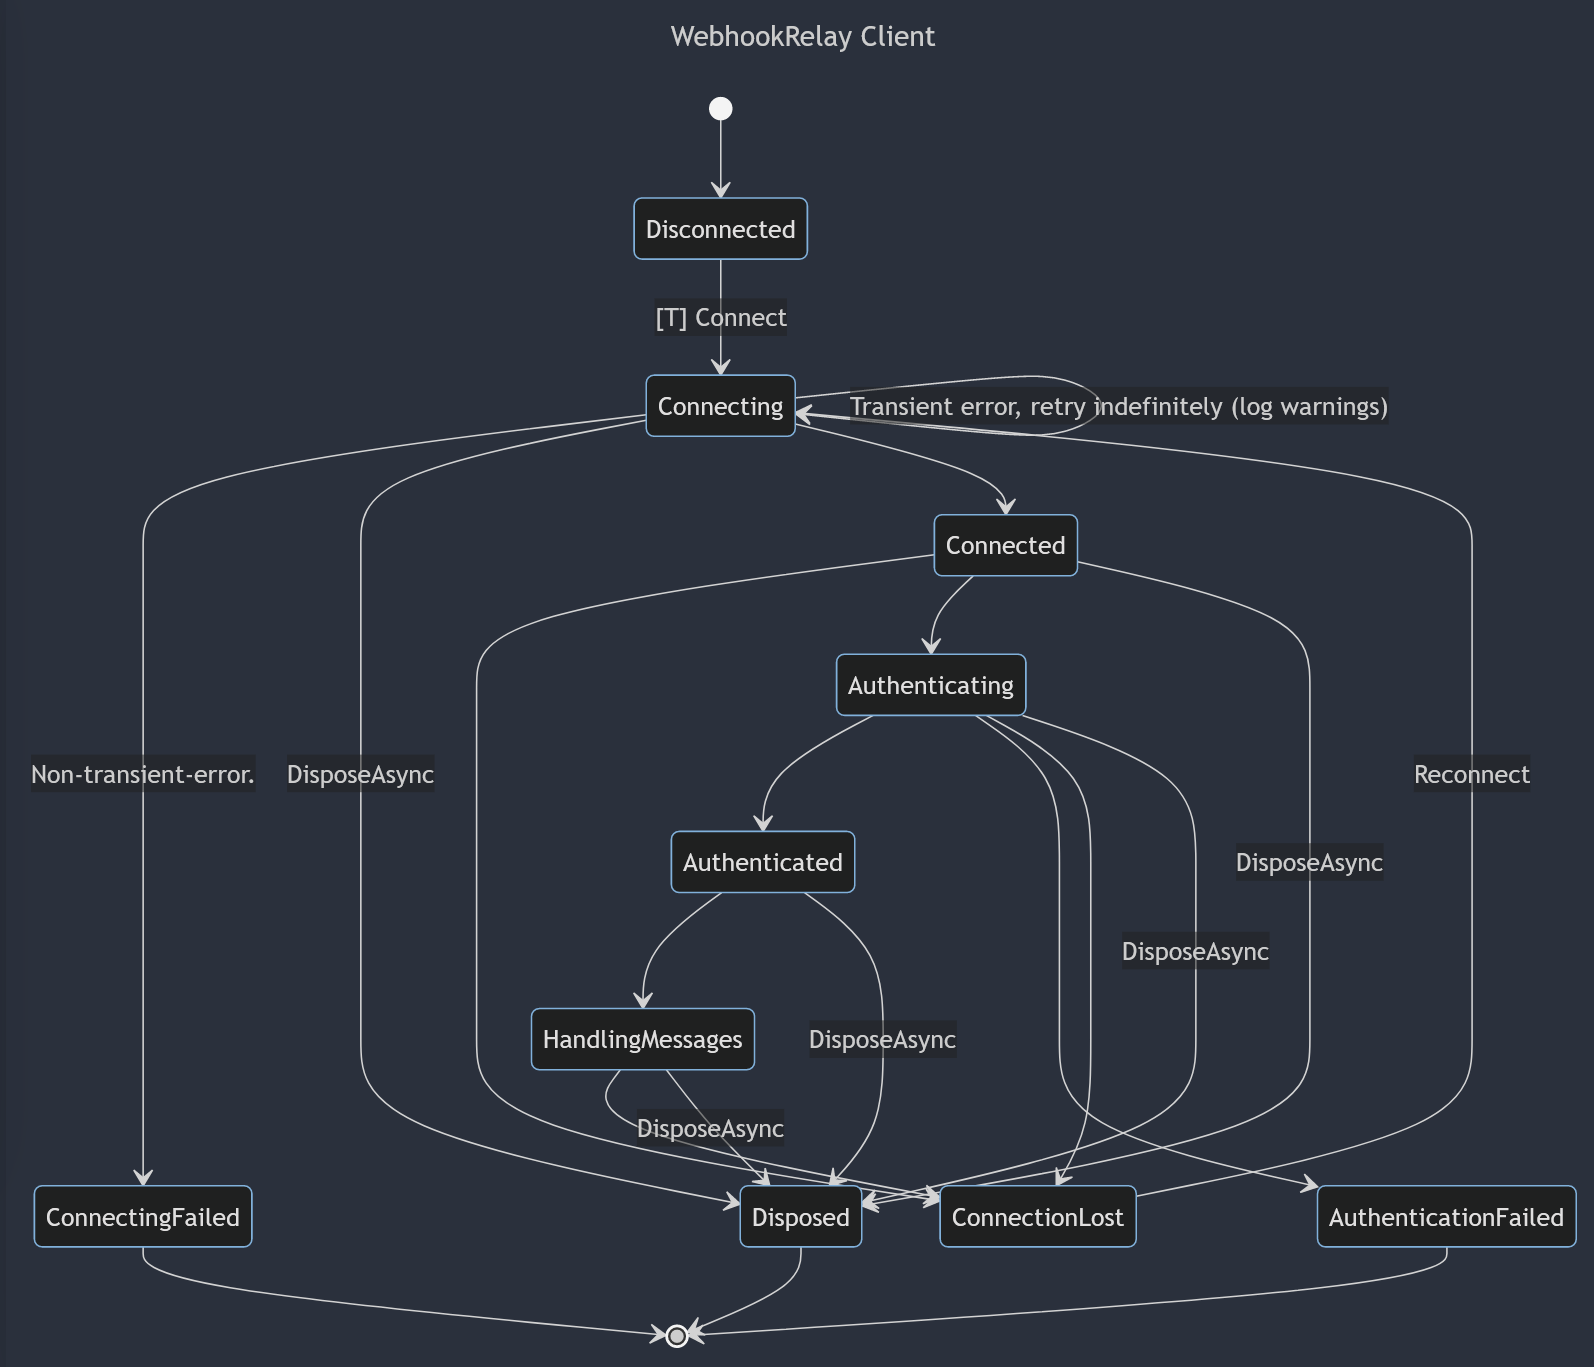 WebhookRelay Client
Disconnected
[T] Connect
Connecting
Transient error, retry indefinitely (log warnings)
Connected
Authenticating
Non-transient-error.
DisposeAsync
Reconnect
Authenticated
DisposeAsync
DisposeAsync
HandlingMessages
DisposeAsync
DisposeAsync
ConnectingFailed
Disposed
ConnectionLost
AuthenticationFailed